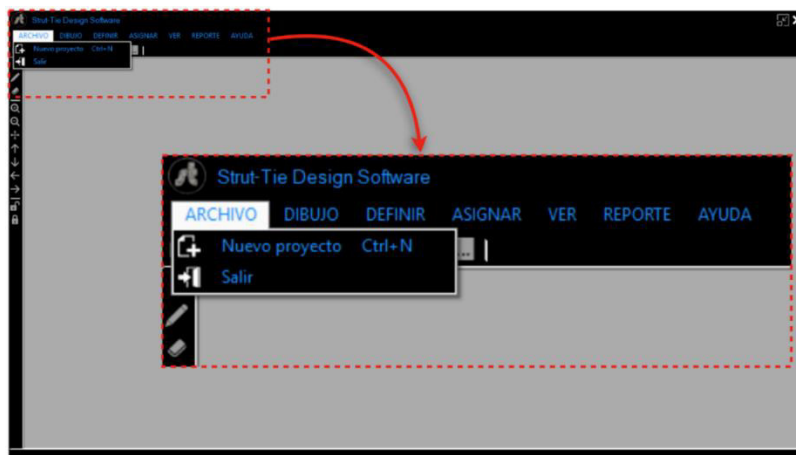 Strut-Tie Design Software
ARCHIVO DIBUJO DEFINIR ASIGNAR VER REPORTE AYUDA
Nuevo proyecto Ctrl+N
Salir
st Strut-Tie Design Software
ARCHIVO DIBUJO DEFINIR ASIGNAR VER REPORTE AYUDA
Nuevo proyecto Ctrl+N
...
Salir